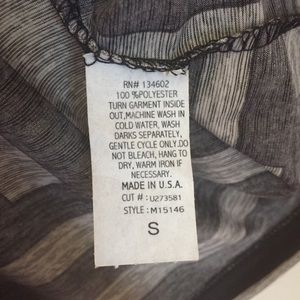 RN# 134602
100 %POLYESTER
TURN GARMENT INSIDE
OUT,MACHINE WASH IN
COLD WATER, WASH
DARKS SEPARATELY,
GENTLE CYCLE ONLY.DO
NOT BLEACH, HANG TO
DRY, WARM IRON IF
NECESSARY.
MADE IN U.S.A.
CUT # : U273581
STYLE : M15146
S